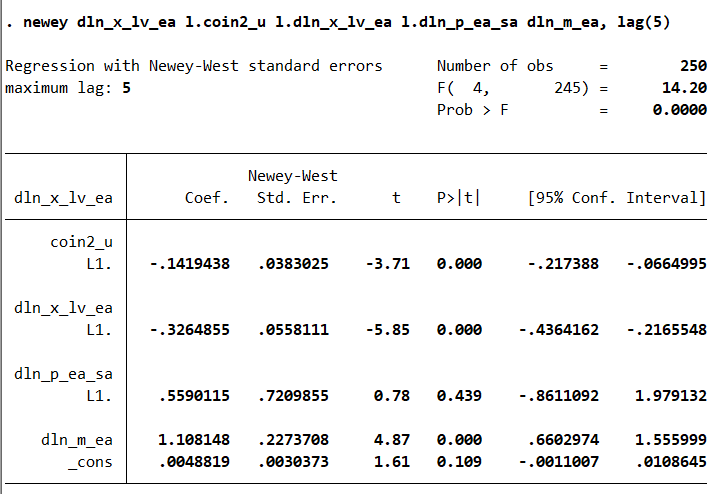 . newey dln_x_lv_ea l.coin2_u l.dln_x_lv_ea l.dln_p_ea_sa dln_m_ea, lag(5)
Regression with Newey-West standard errors Number of obs = 250
maximum lag: 5 F( 4, 245) = 14.20
Prob > F = 0.0000
Newey-West
dln_x_lv_ea Coef. Std. Err. t P>|t| [95% Conf. Interval]
coin2_u
L1. -.1419438 .0383025 -3.71 0.000 -.217388 -.0664995
dln_x_lv_ea
L1. -.3264855 .0558111 -5.85 0.000 -.4364162 -.2165548
dln_p_ea_sa
L1. .5590115 .7209855 0.78 0.439 -.8611092 1.979132
dln_m_ea 1.108148 .2273708 4.87 0.000 .6602974 1.555999
_cons .0048819 .0030373 1.61 0.109 -.0011007 .0108645